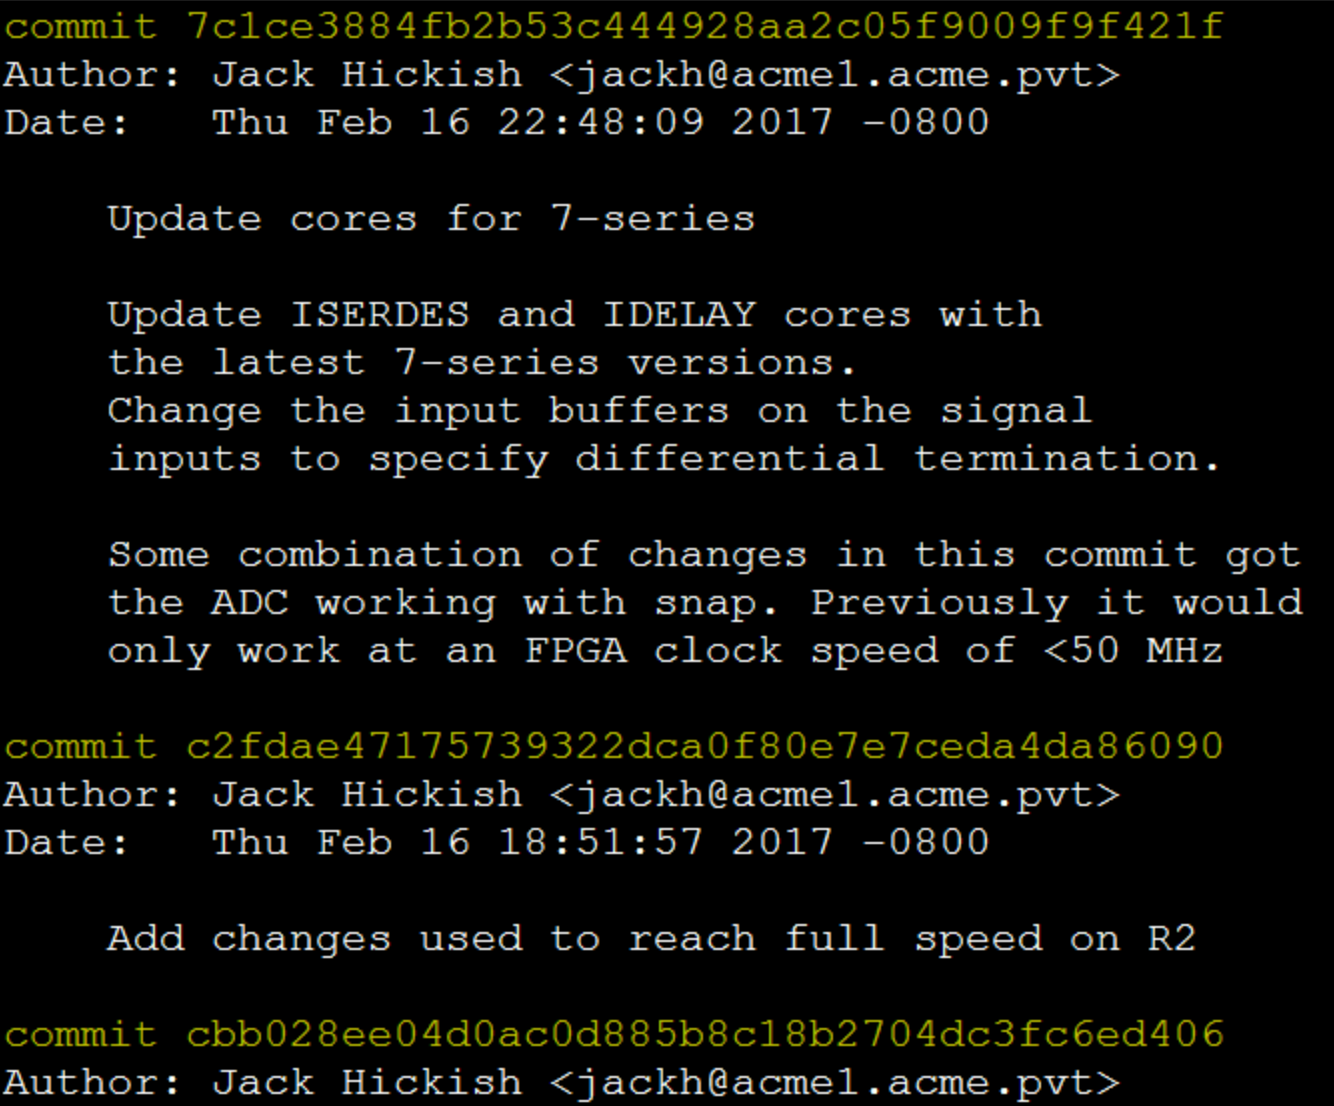 commit 7c1ce3884fb2b53c444928aa2c05f9009f9f421f
Author: Jack Hickish <jackh@acme1.acme.pvt>
Date:   Thu Feb 16 22:48:09 2017 -0800
Update cores for 7-series
Update ISERDES and IDELAY cores with
the latest 7-series versions.
Change the input buffers on the signal
inputs to specify differential termination.
Some combination of changes in this commit got
the ADC working with snap. Previously it would
only work at an FPGA clock speed of <50 MHz
commit c2fdae47175739322dca0f80e7e7ceda4da86090
Author: Jack Hickish <jackh@acme1.acme.pvt>
Date:   Thu Feb 16 18:51:57 2017 -0800
Add changes used to reach full speed on R2
commit cbb028ee04d0ac0d885b8c18b2704dc3fc6ed406
Author: Jack Hickish <jackh@acme1.acme.pvt>